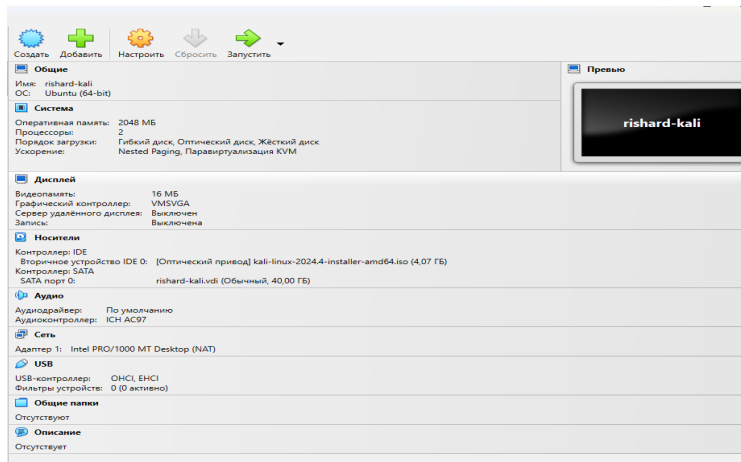 Создать Добавить Настроить Сбросить Запустить
Общие
Имя: rishard-kali
ОС: Ubuntu (64-bit)
Превью
rishard-kali
Система
Оперативная память: 2048 МБ
Процессоры: 2
Порядок загрузки: Гибкий диск, Оптический диск, Жёсткий диск
Ускорение: Nested Paging, Паравиртуализация KVM
Дисплей
Видеопамять: 16 МБ
Графический контроллер: VMSVGA
Сервер удалённого дисплея: Выключен
Запись: Выключена
Носители
Контроллер: IDE
Вторичное устройство IDE 0: [Оптический привод] kali-linux-2024.4-installer-amd64.iso (4,07 ГБ)
Контроллер: SATA
SATA порт 0: rishard-kali.vdi (Обычный, 40,00 ГБ)
Аудио
Аудиодрайвер: По умолчанию
Аудиоконтроллер: ICH AC97
Сеть
Адаптер 1: Intel PRO/1000 MT Desktop (NAT)
USB
USB-контроллер: OHCI, EHCI
Фильтры устройств: 0 (0 активно)
Общие папки
Отсутствуют
Описание
Отсутствует